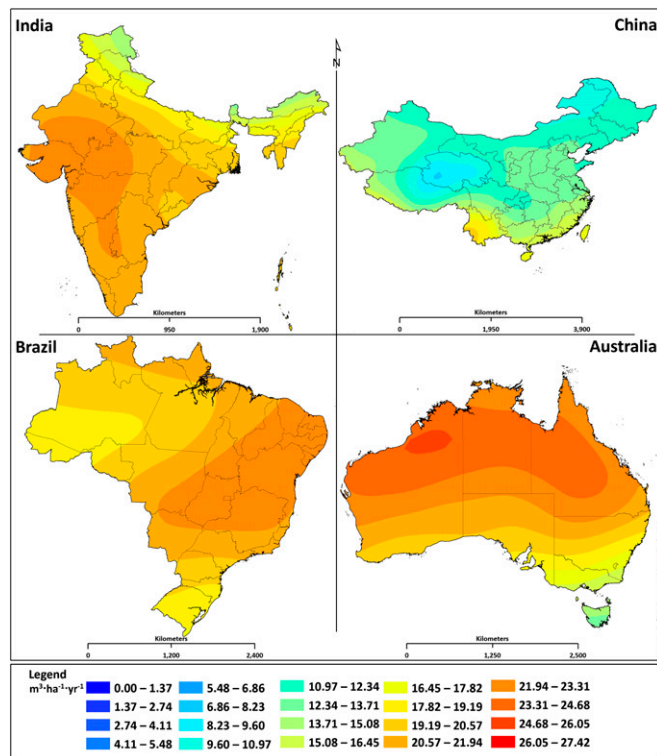 India
China
N
Kilometers
0 950 1,900
Kilometers
0 1,950 3,900
Brazil
Australia
Kilometers
0 1,200 2,400
Kilometers
0 1,250 2,500
Legend
m³·ha⁻¹·yr⁻¹
0.00 – 1.37 5.48 – 6.86 10.97 – 12.34 16.45 – 17.82 21.94 – 23.31
1.37 – 2.74 6.86 – 8.23 12.34 – 13.71 17.82 – 19.19 23.31 – 24.68
2.74 – 4.11 8.23 – 9.60 13.71 – 15.08 19.19 – 20.57 24.68 – 26.05
4.11 – 5.48 9.60 – 10.97 15.08 – 16.45 20.57 – 21.94 26.05 – 27.42